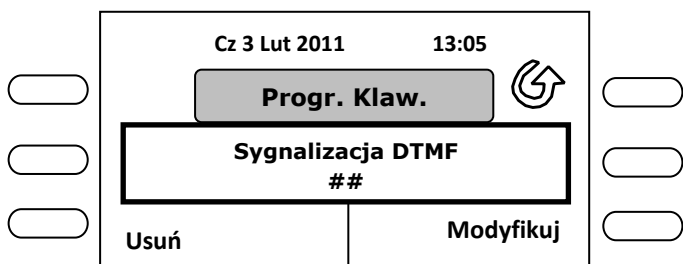 Cz 3 Lut 2011 13:05
Progr. Klaw.
Sygnalizacja DTMF
##
Usuń Modyfikuj